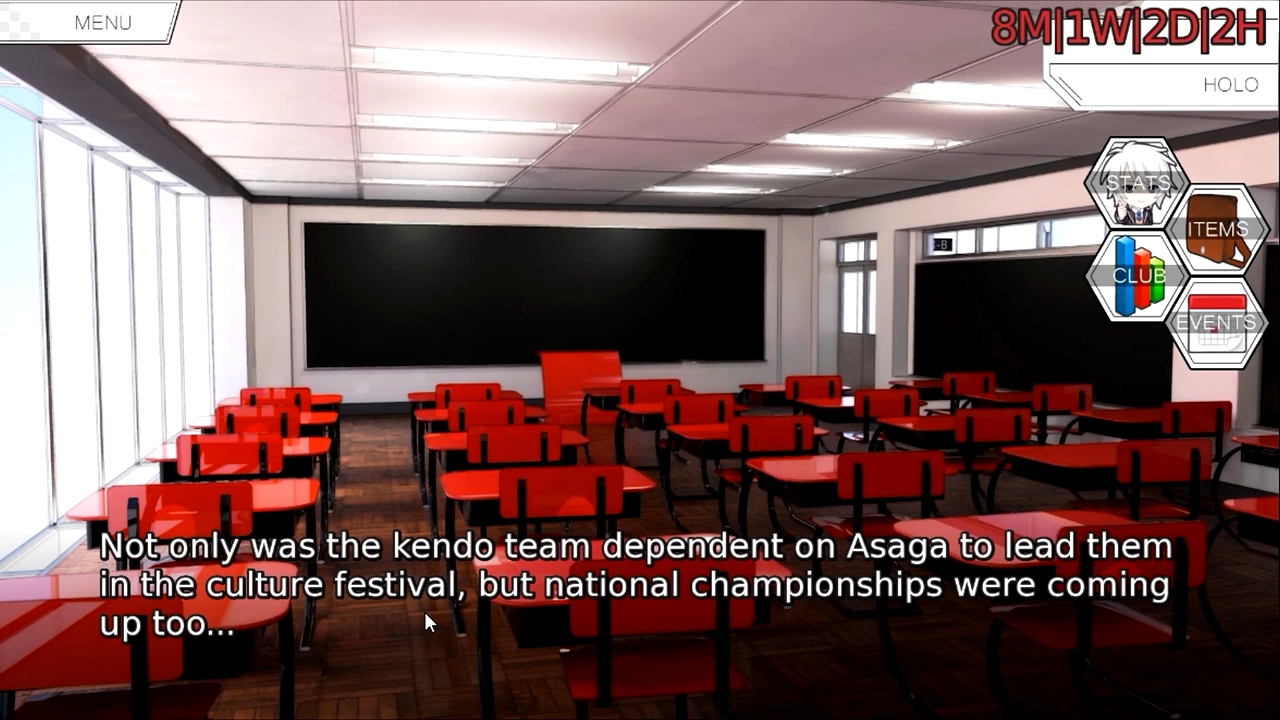 MENU
8M|1W|2D|2H
HOLO
STATS
ITEMS
CLUB
EVENTS
-B
Not only was the kendo team dependent on Asaga to lead them
in the culture festival, but national championships were coming
up too...